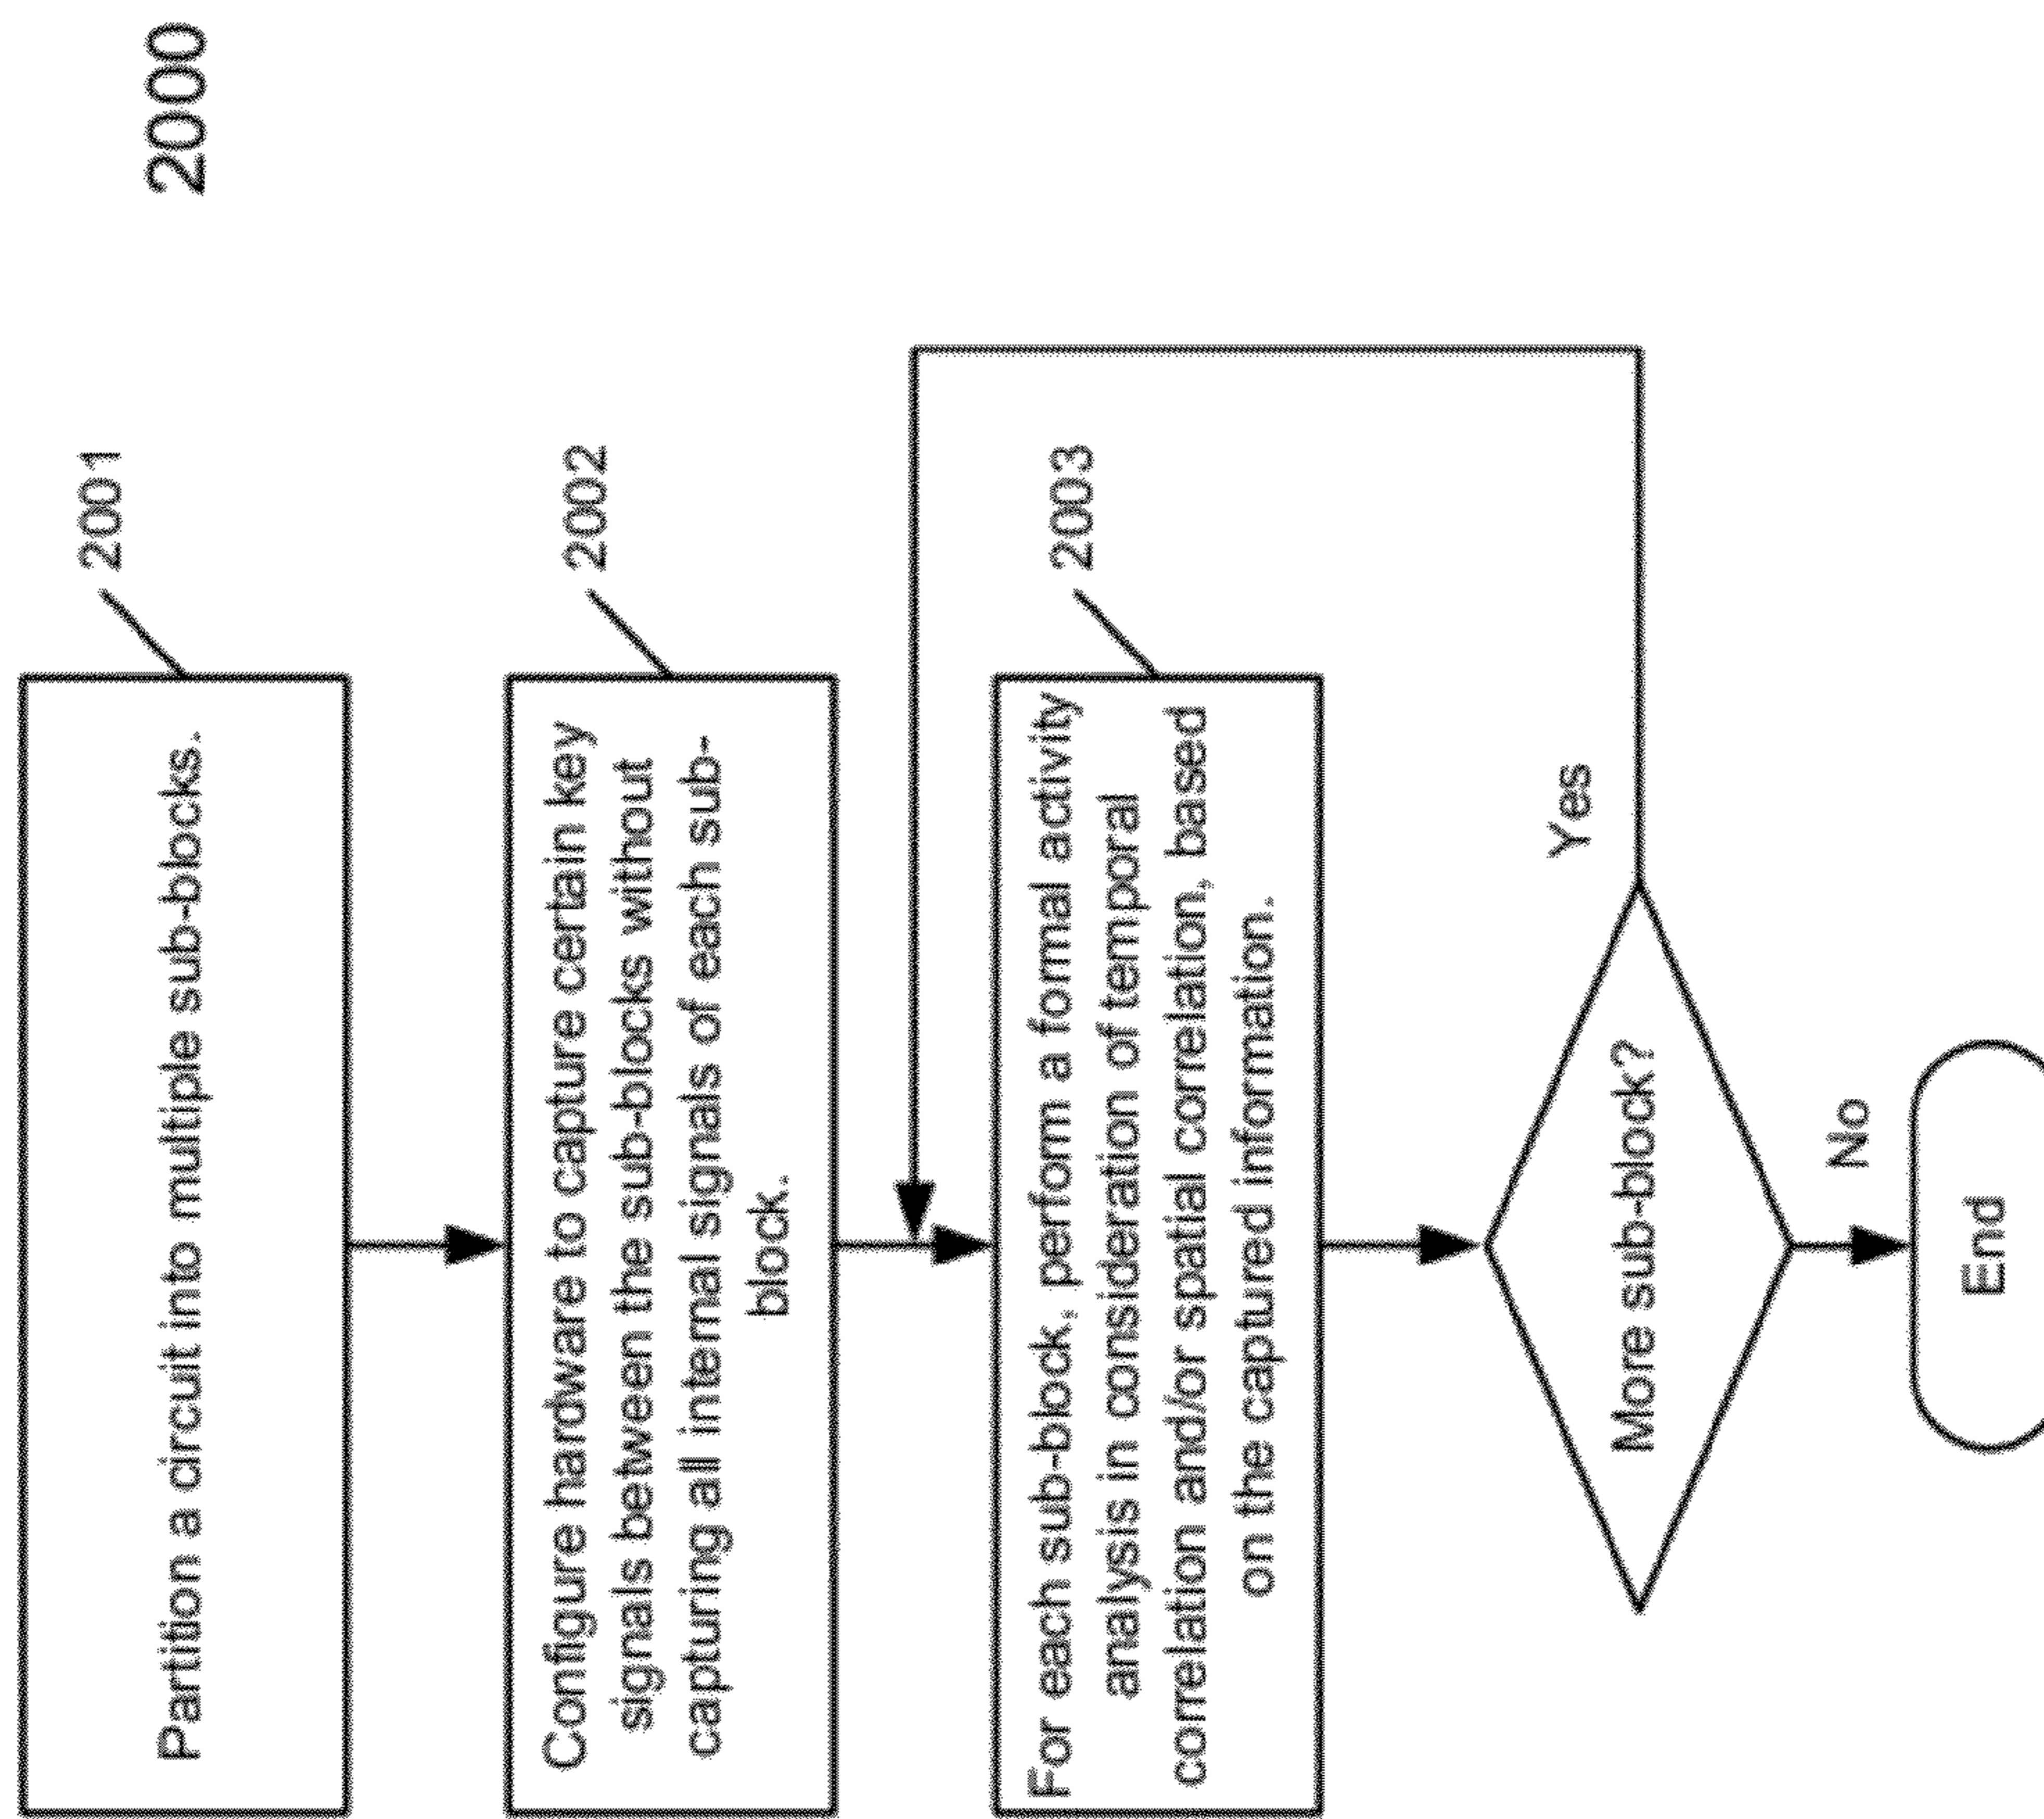 2000
2001
Partition a circuit into multiple sub-blocks.
2002
Configure hardware to capture certain key
signals between the sub-blocks without
capturing all internal signals of each sub-
block.
2003
For each sub-block, perform a formal activity
analysis in consideration of temporal
correlation and/or spatial correlation, based
on the captured information.
More sub-block?
Yes
No
End